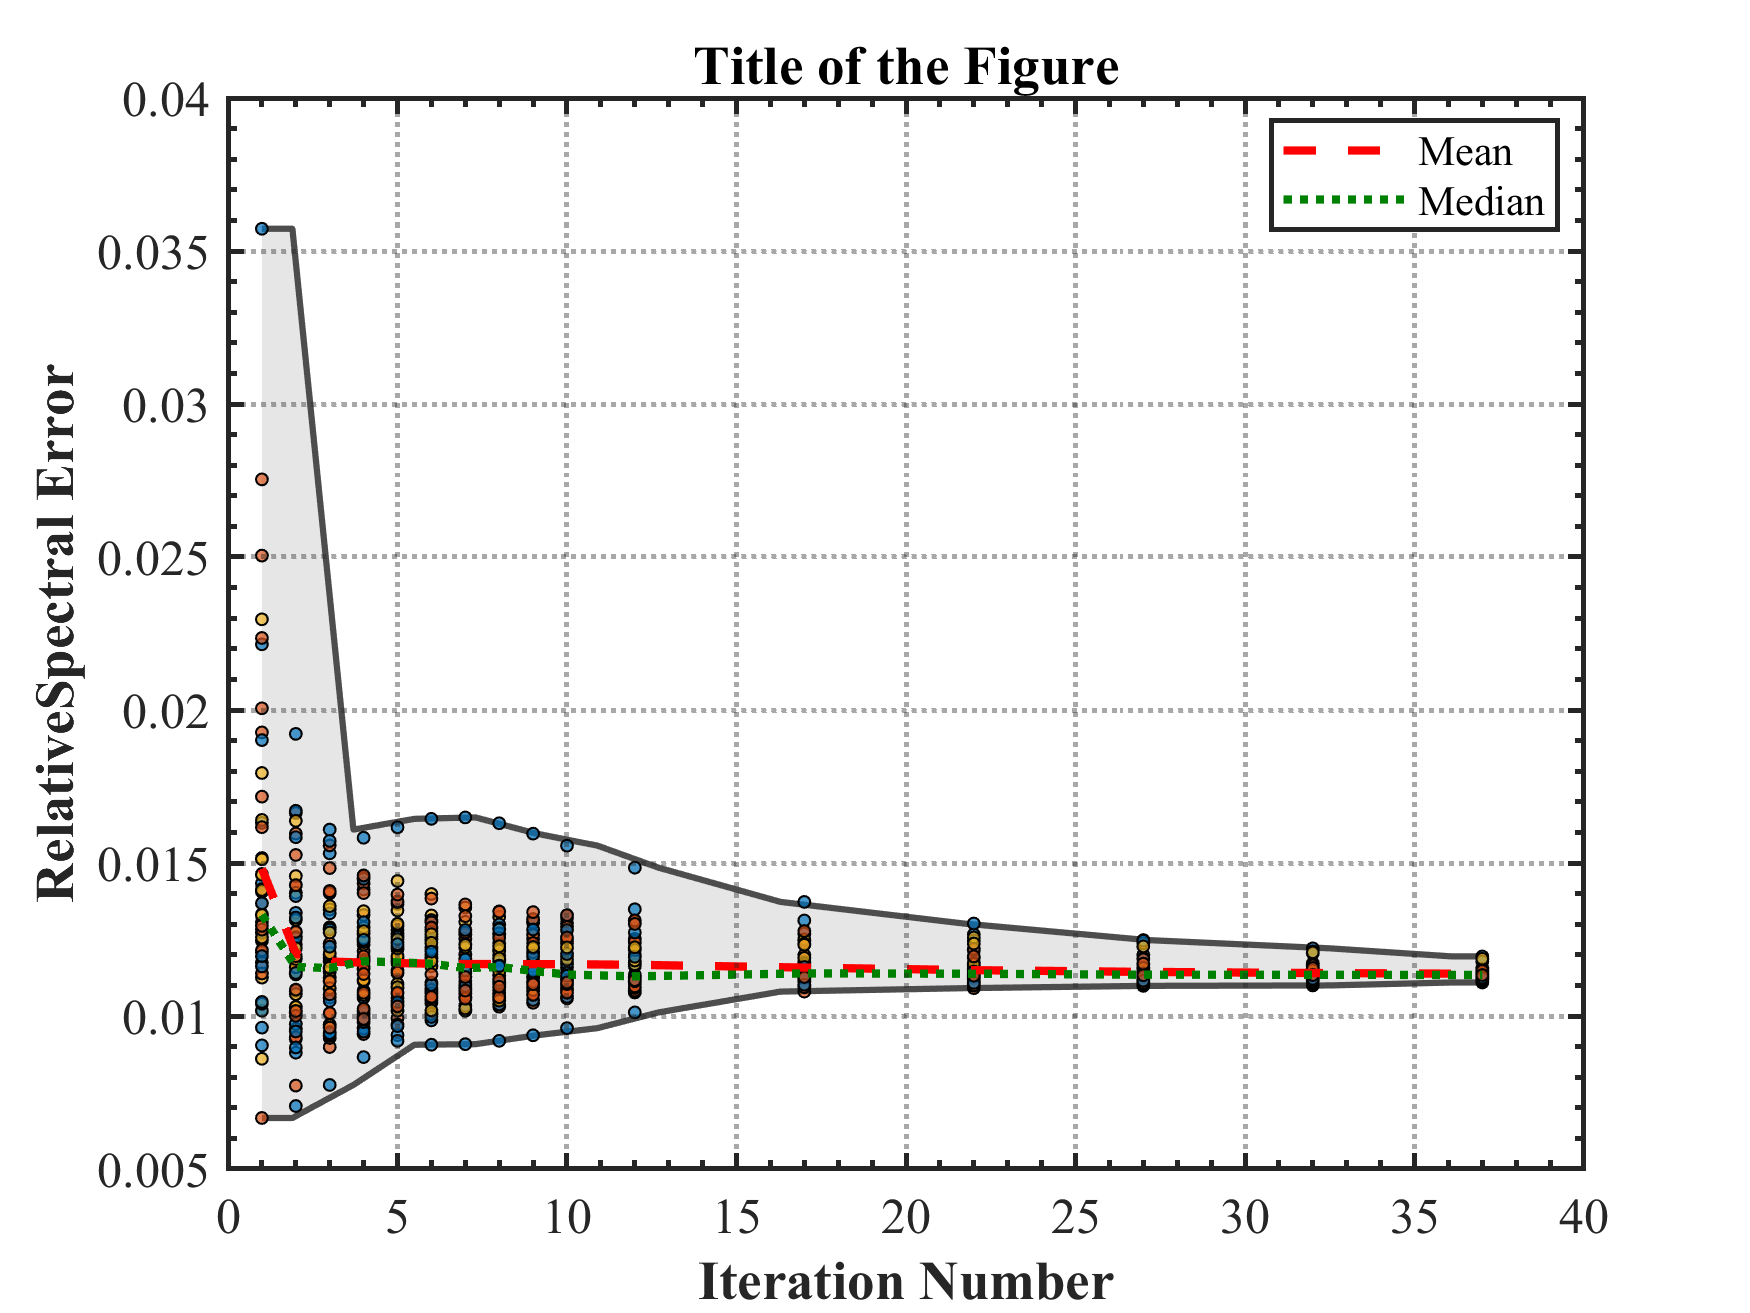 Title of the Figure
0.04
0.035
0.03
0.025
0.02
0.015
0.01
0.005
RelativeSpectral Error
Mean
Median
0 5 10 15 20 25 30 35 40
Iteration Number